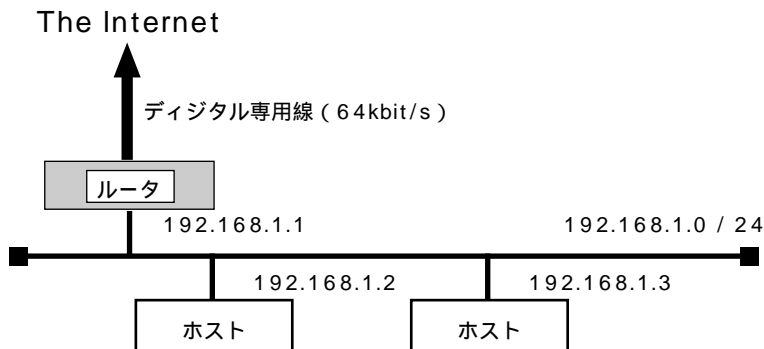 The Internet
ディジタル専用線（64kbit/s）
ルータ
192.168.1.1
192.168.1.0 / 24
192.168.1.2
192.168.1.3
ホスト
ホスト